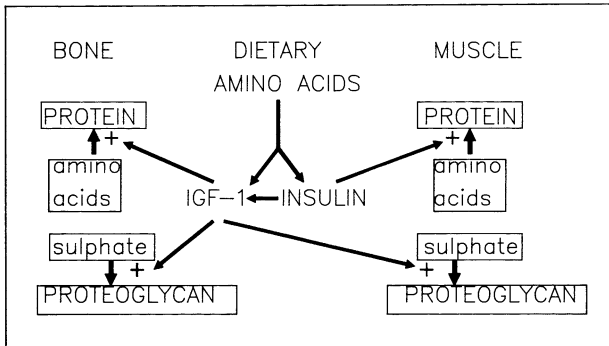 BONE DIETARY MUSCLE
AMINO ACIDS
PROTEIN PROTEIN
+ +
amino amino
acids IGF-1 INSULIN acids
sulphate sulphate
+ +
PROTEOGLYCAN PROTEOGLYCAN